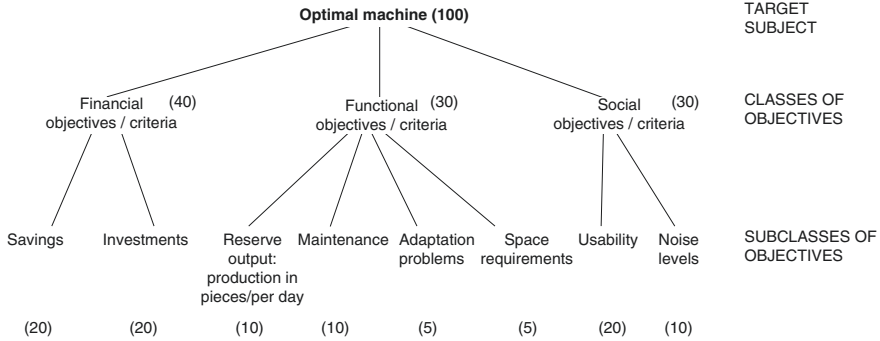 Optimal machine (100)
TARGET
SUBJECT
Financial (40)
objectives / criteria
Functional (30)
objectives / criteria
Social (30)
objectives / criteria
CLASSES OF
OBJECTIVES
Savings
Investments
Reserve
output:
production in
pieces/per day
Maintenance
Adaptation
problems
Space
requirements
Usability
Noise
levels
SUBCLASSES OF
OBJECTIVES
(20) (20) (10) (10) (5) (5) (20) (10)